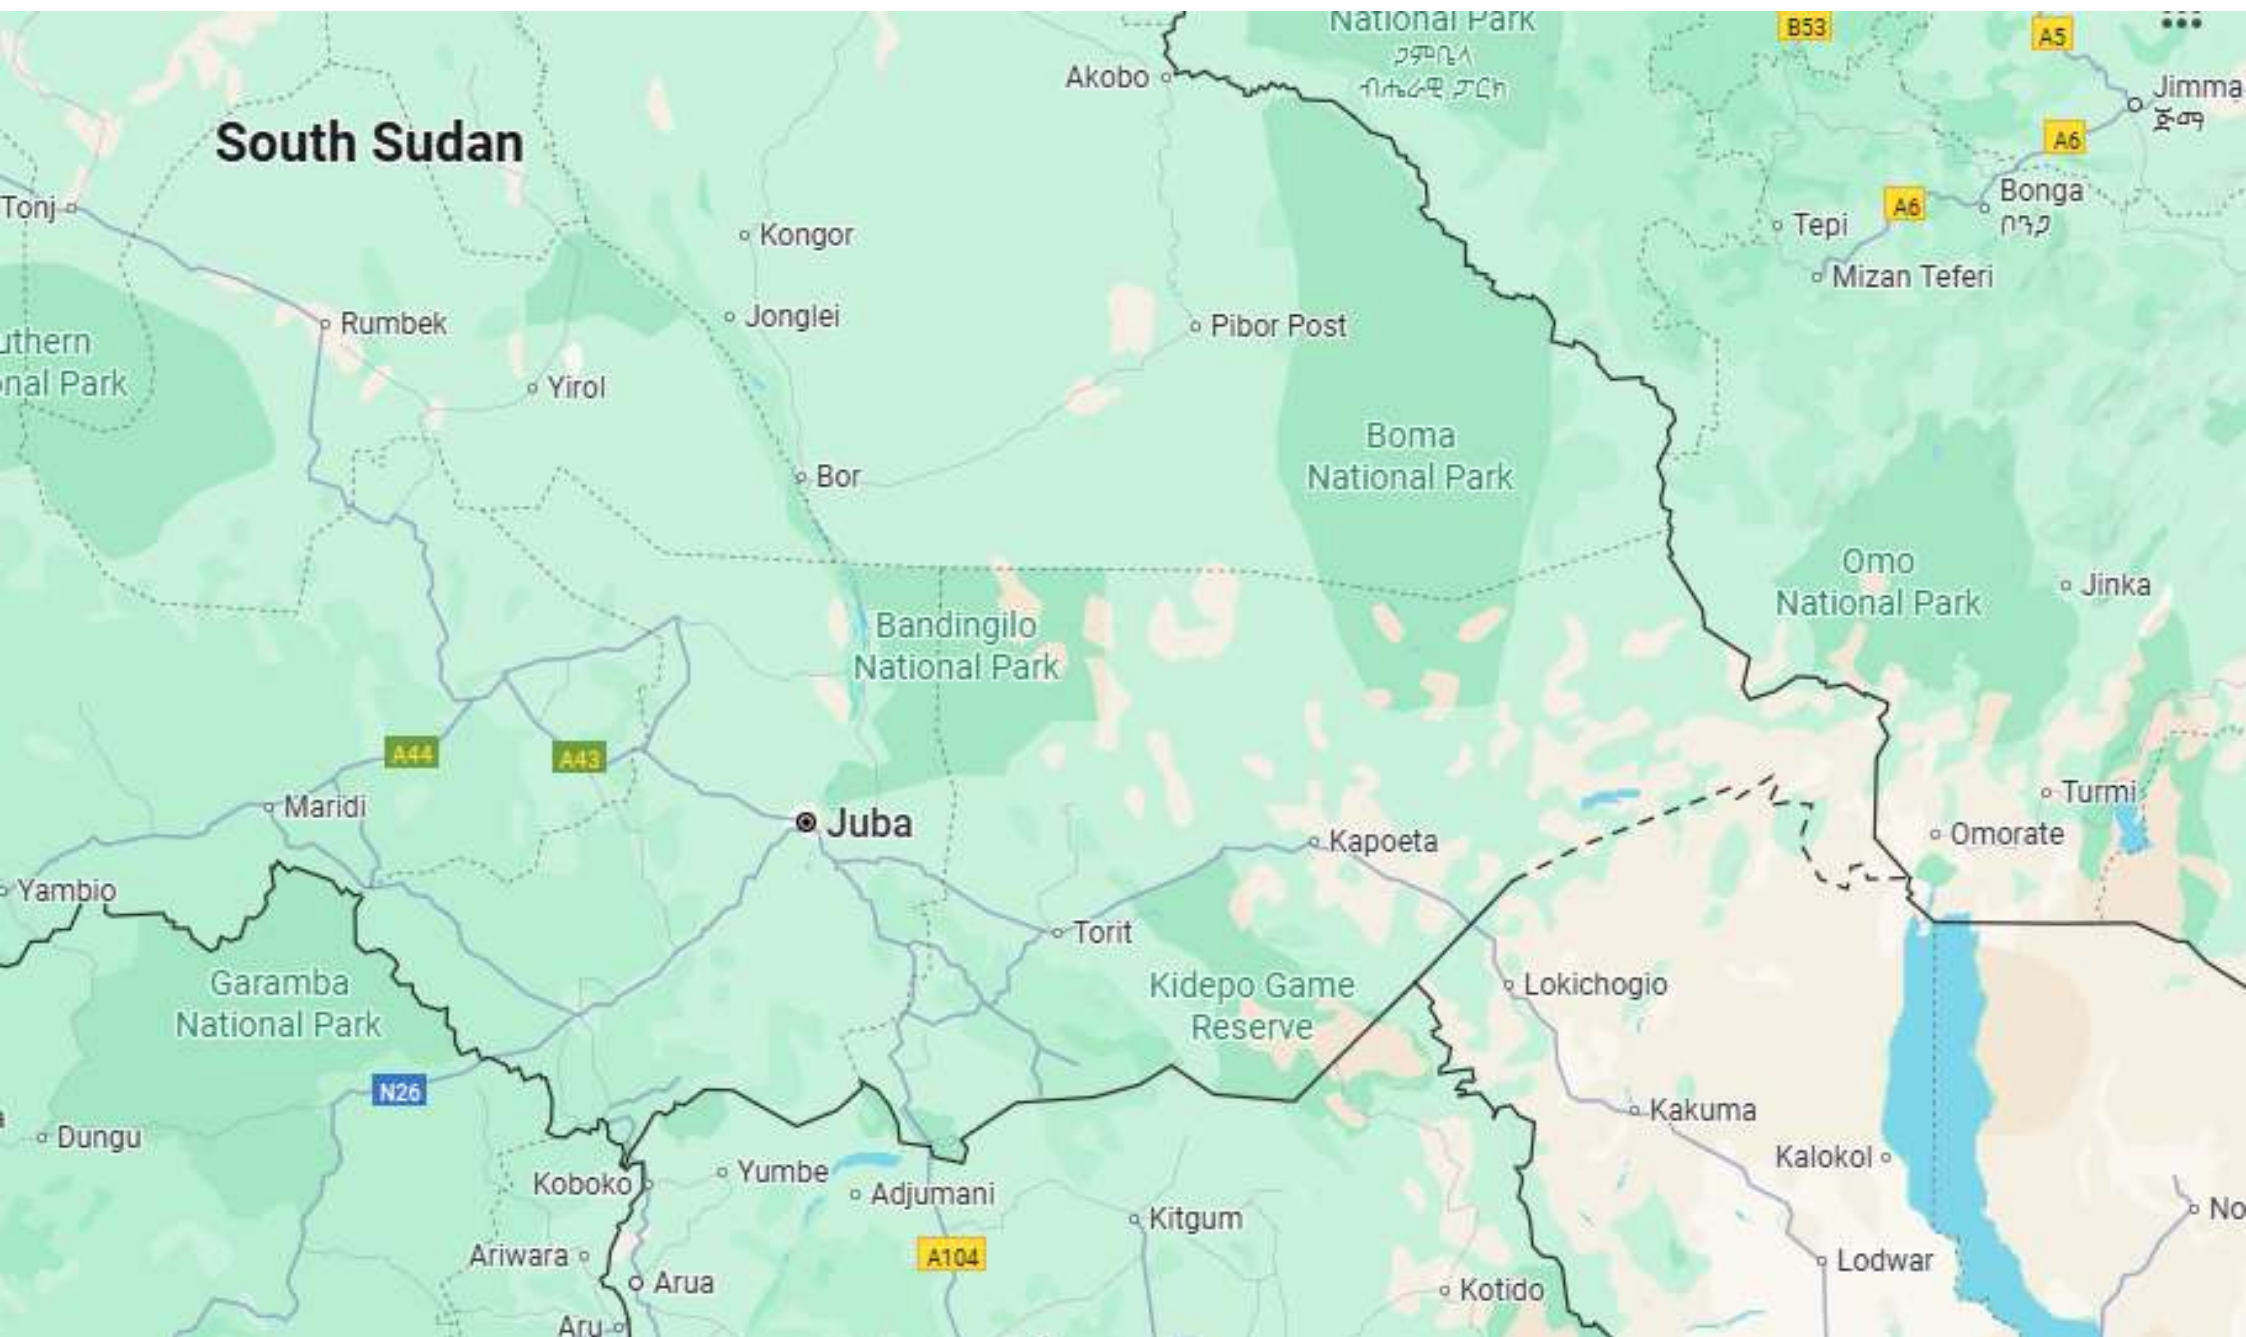 National Park
ጋምቤላ
ብሔራዊ ፓርክ
B53
A5
Akobo
Jimma
ጅማ
South Sudan
A6
Tonj
Bonga
ቦንጋ
A6
Kongor
Tepi
Mizan Teferi
Jonglei
Rumbek
Pibor Post
uthern
onal Park
Yirol
Boma
National Park
Bor
Omo
National Park
Jinka
Bandingilo
National Park
A44
A43
Turmi
Maridi
Juba
Kapoeta
Omorate
Yambio
Torit
Garamba
National Park
Kidepo Game
Reserve
Lokichogio
N26
Kakuma
Dungu
Kalokol
Koboko
Yumbe
Adjumani
Kitgum
No
Ariwara
A104
Lodwar
Arua
Kotido
Aru